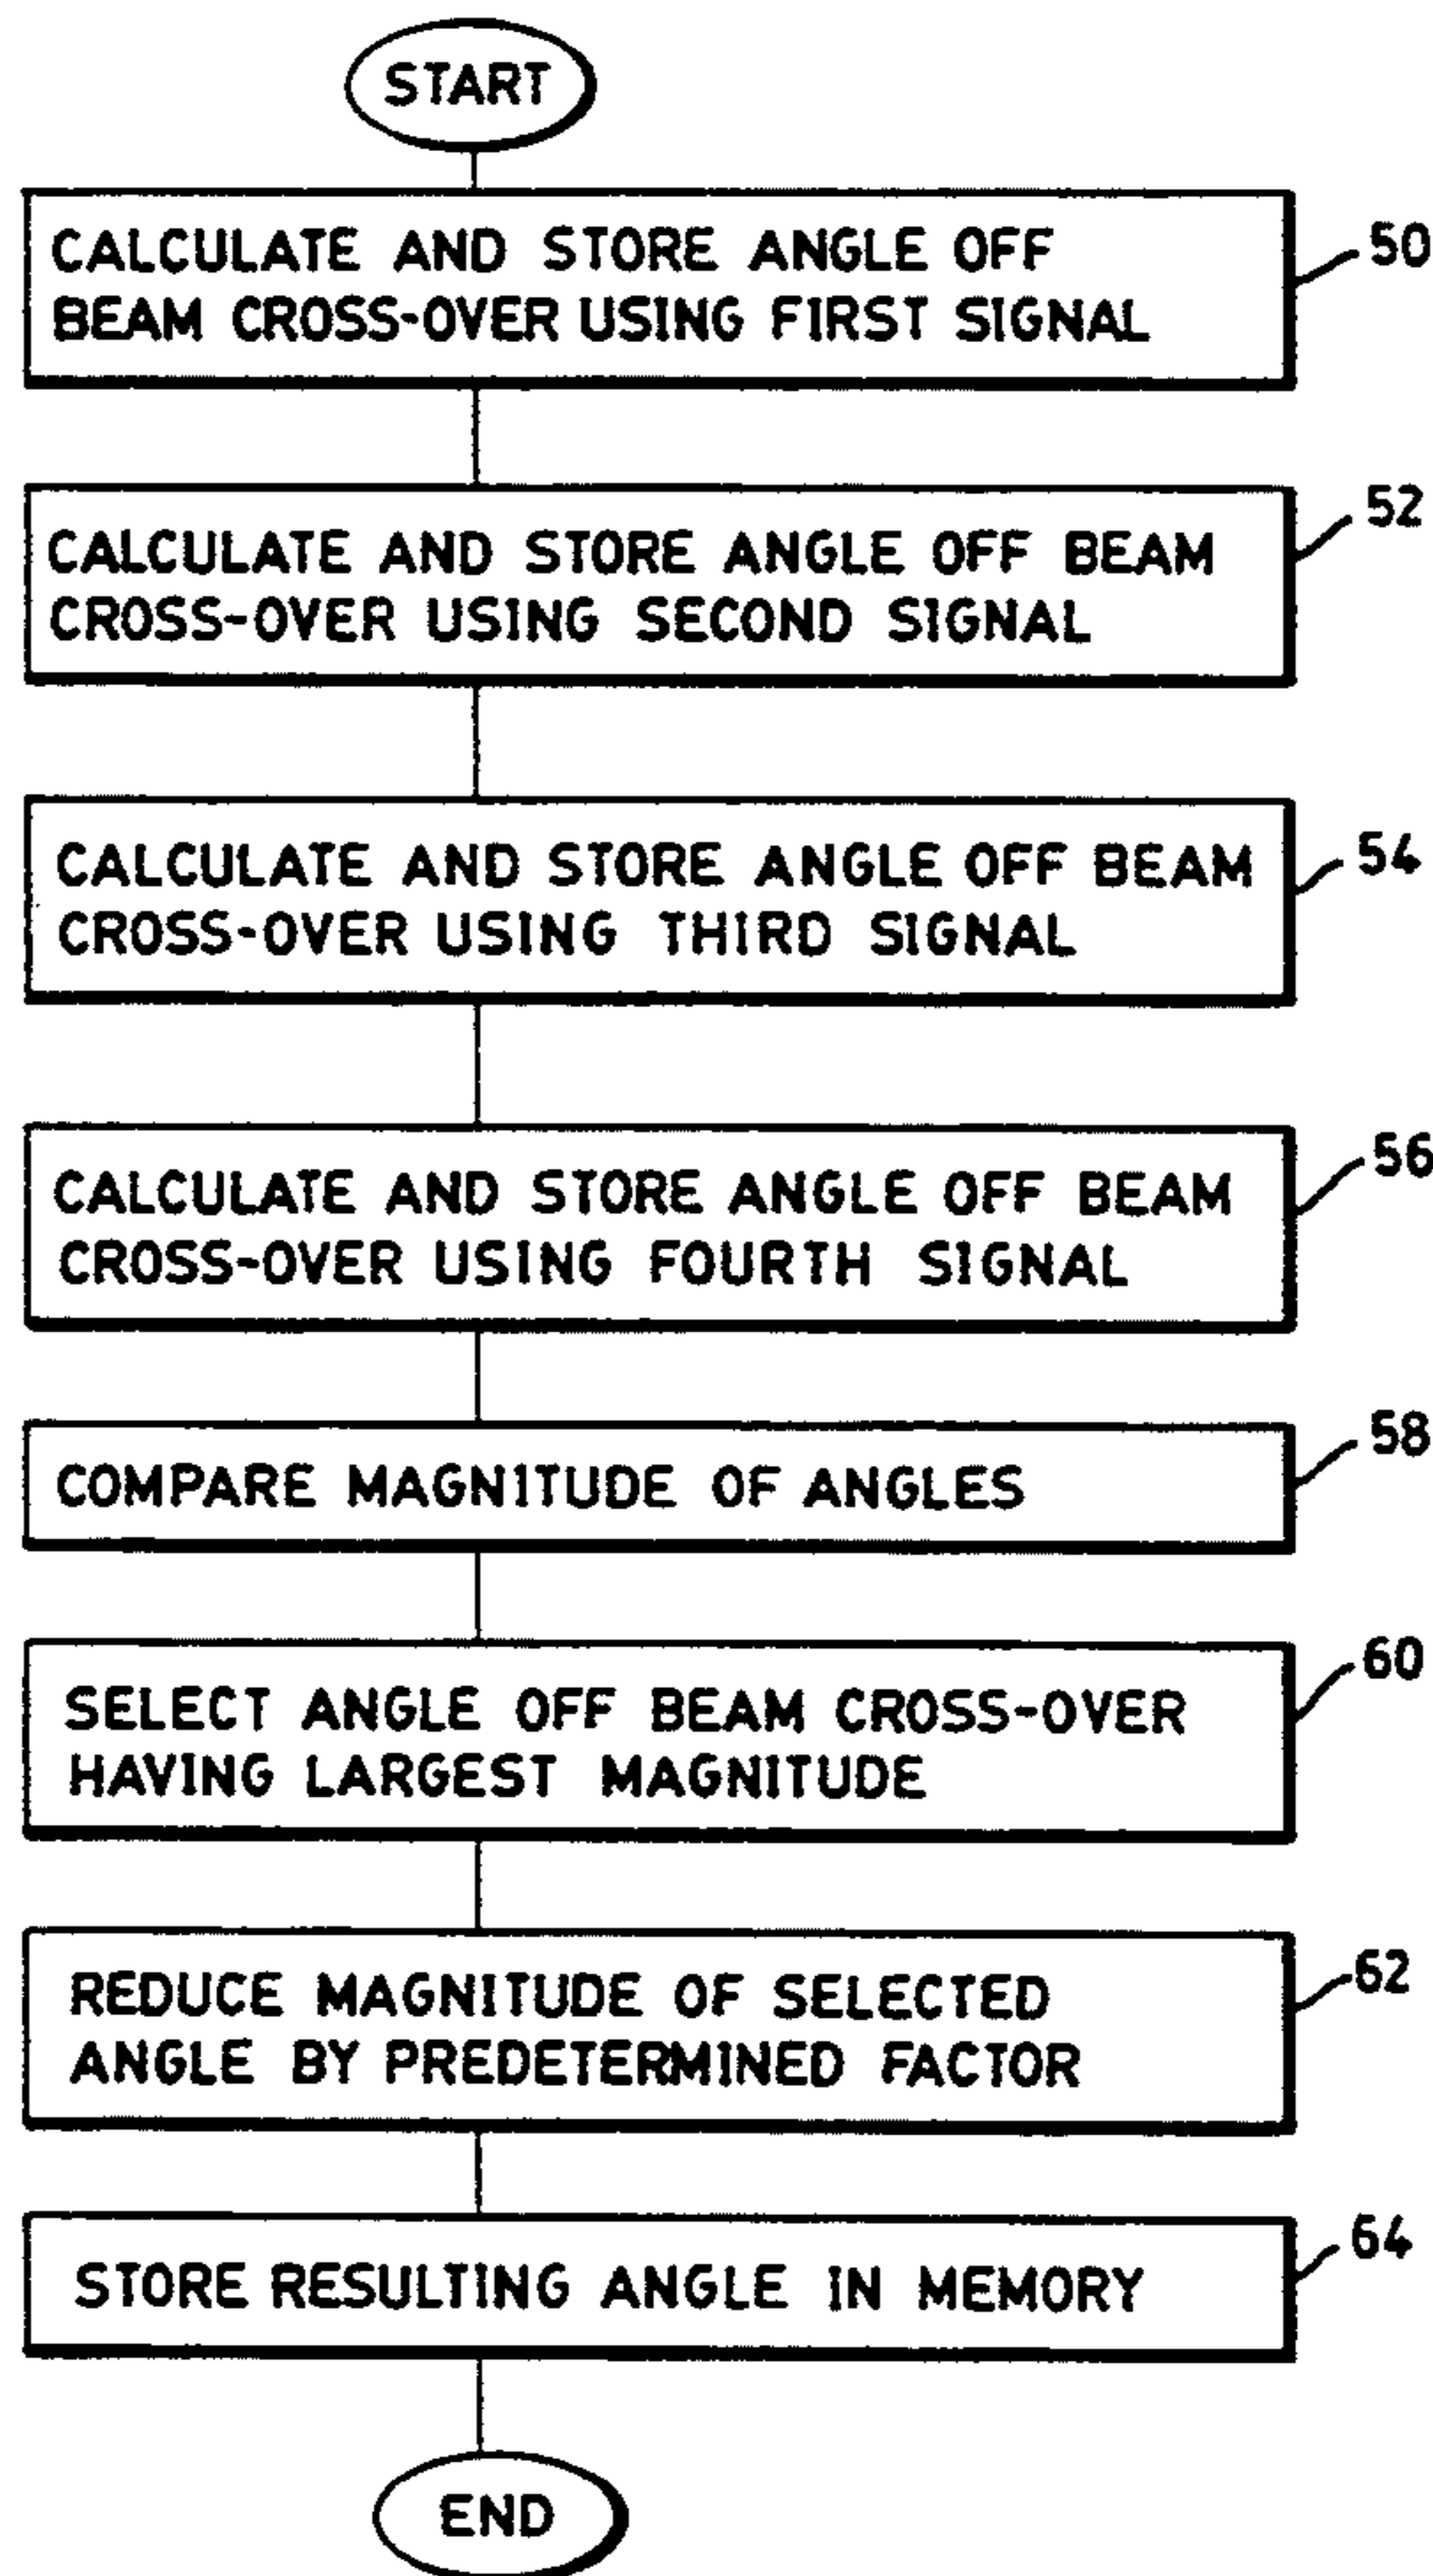 START
CALCULATE AND STORE ANGLE OFF
BEAM CROSS-OVER USING FIRST SIGNAL
50
CALCULATE AND STORE ANGLE OFF BEAM
CROSS-OVER USING SECOND SIGNAL
52
CALCULATE AND STORE ANGLE OFF BEAM
CROSS-OVER USING THIRD SIGNAL
54
CALCULATE AND STORE ANGLE OFF BEAM
CROSS-OVER USING FOURTH SIGNAL
56
COMPARE MAGNITUDE OF ANGLES
58
SELECT ANGLE OFF BEAM CROSS-OVER
HAVING LARGEST MAGNITUDE
60
REDUCE MAGNITUDE OF SELECTED
ANGLE BY PREDETERMINED FACTOR
62
STORE RESULTING ANGLE IN MEMORY
64
END